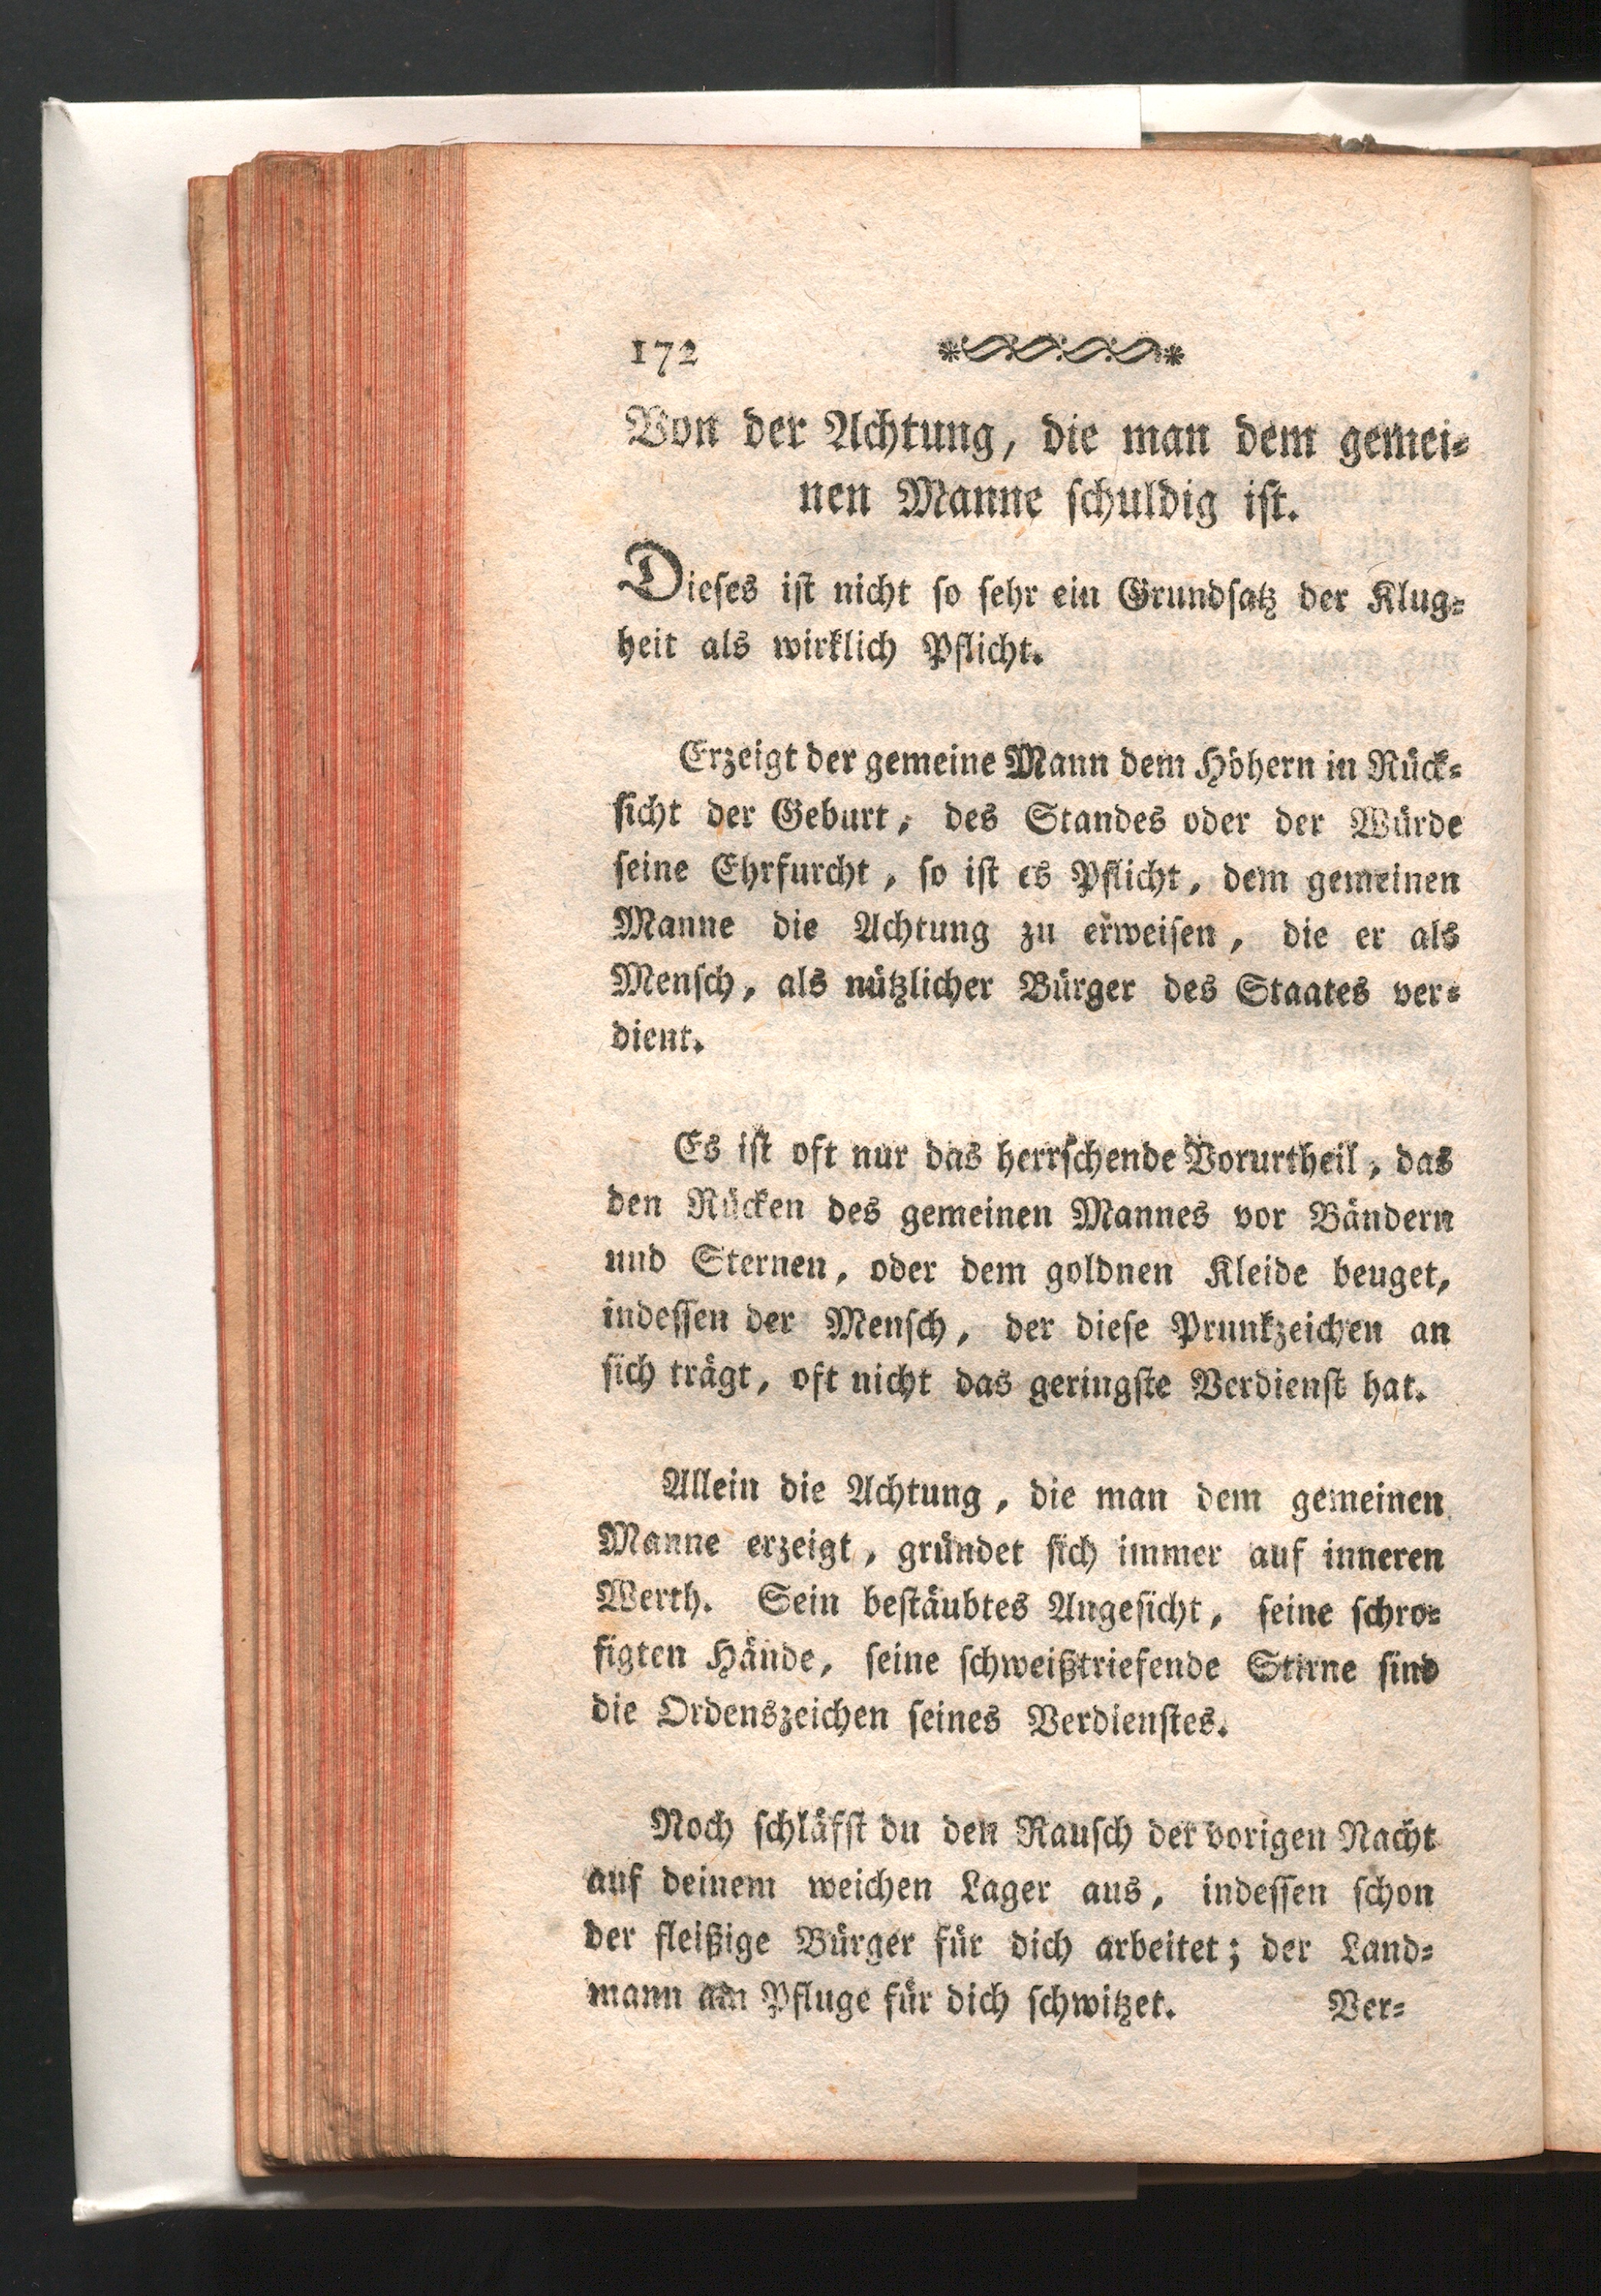 172
Von der Achtung, die man dem gemei-
nen Manne schuldig ist.
Dieses ist nicht so sehr ein Grundsatz der Klug-
heit als wirklich Pflicht.
Erzeigt der gemeine Mann dem Höhern in Rück-
sicht der Geburt, des Standes oder der Würde
seine Ehrfurcht, so ist es Pflicht, dem gemeinen
Manne die Achtung zu erweisen, die er als
Mensch, als nützlicher Bürger des Staates ver-
dient.
Es ist oft nur das herrschende Vorurtheil, das
den Rücken des gemeinen Mannes vor Bändern
und Sternen, oder dem goldnen Kleide beuget,
indessen der Mensch, der diese Prunkzeichen an
sich trägt, oft nicht das geringste Verdienst hat.
Allein die Achtung, die man dem gemeinen
Manne erzeigt, gründet sich immer auf inneren
Werth. Sein bestäubtes Angesicht, seine schro-
figten Hände, seine schweißtriefende Stirne sind
die Ordenszeichen seines Verdienstes.
Noch schläfst du den Rausch der vorigen Nacht
auf deinem weichen Lager aus, indessen schon
der fleißige Bürger für dich arbeitet; der Land-
mann am Pfluge für dich schwitzet. Ver-